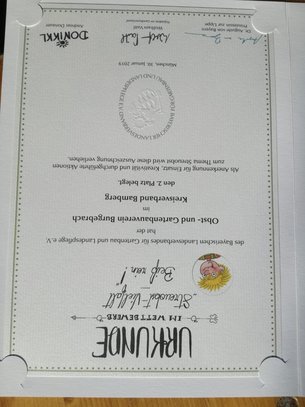 URKUNDE
IM WETTBEWERB
„Streuobst-Vielfalt
Beiß rein!"
des Bayerischen Landesverbandes für Gartenbau und Landespflege e.V.
hat der
Obst- und Gartenbauverein Burgebrach
im
Kreisverband Bamberg
den 2. Platz belegt.
Als Anerkennung für Einsatz, Kreativität und durchgeführte Aktionen
zum Thema Streuobst wird diese Auszeichnung verliehen.
München, 30. Januar 2019
Wolfram Vaitl
DONIKKL